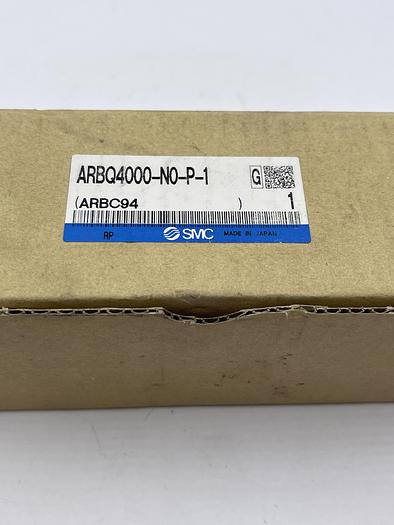 ARBQ4000-N0-P-1 G
(ARBC94 ) 1
RP SMC MADE IN JAPAN